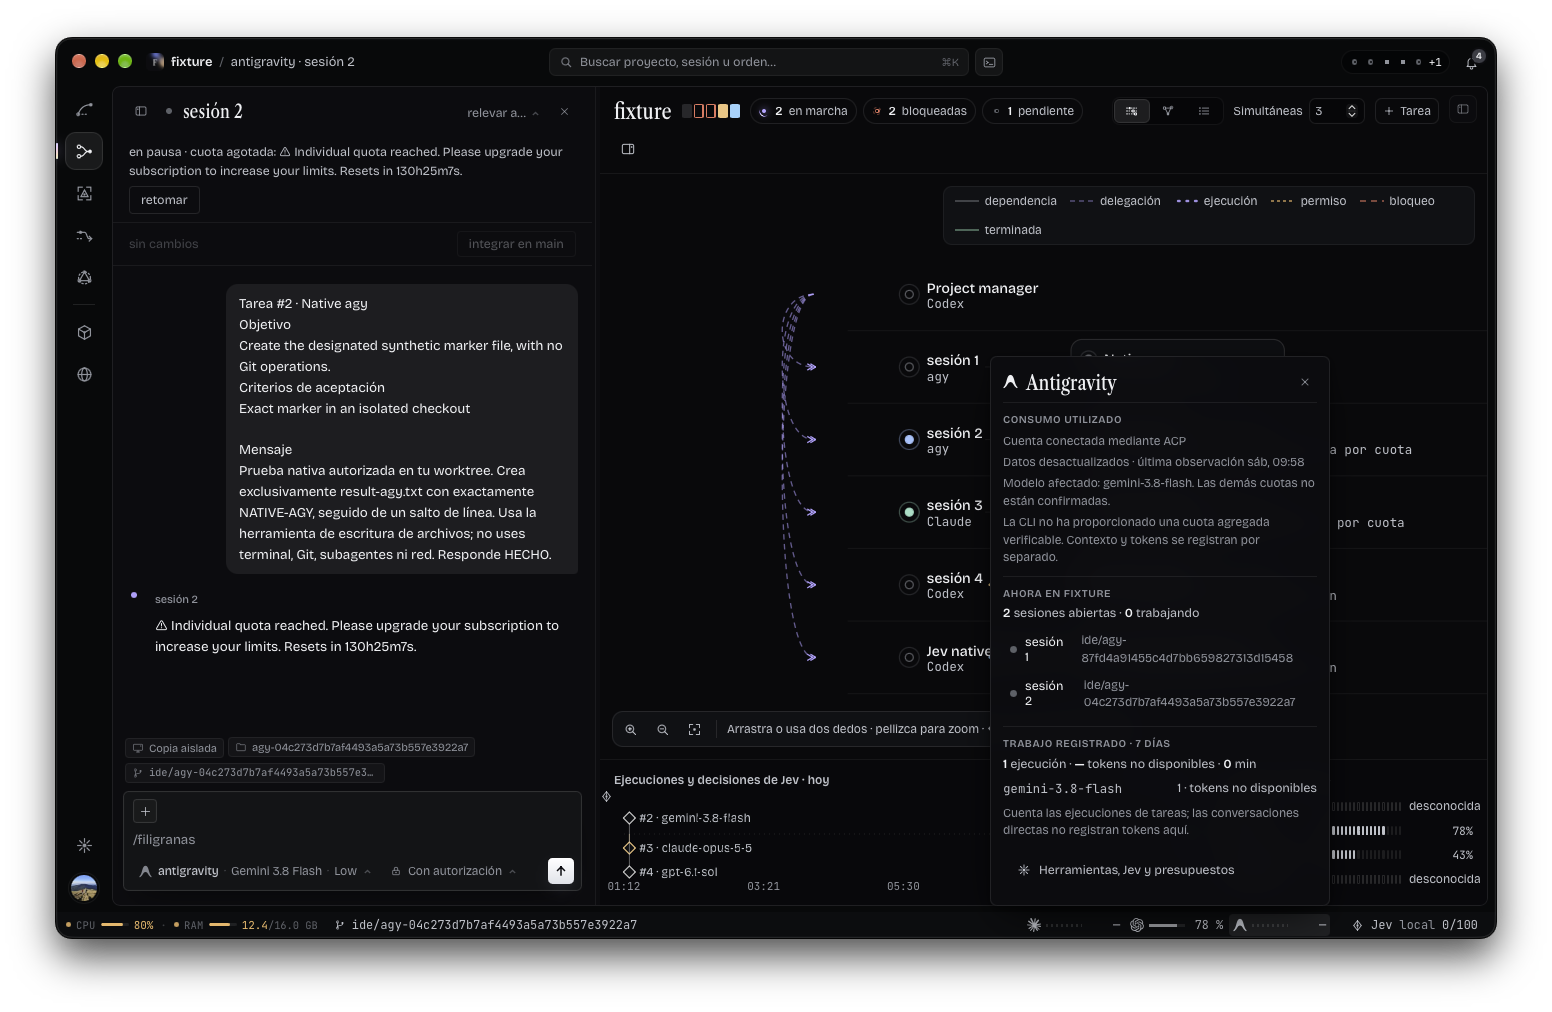 fixture / antigravity · sesión 2
Buscar proyecto, sesión u orden... ⌘K
+1
4
sesión 2
relevar a...
en pausa · cuota agotada: ⚠ Individual quota reached. Please upgrade your
subscription to increase your limits. Resets in 130h25m7s.
retomar
sin cambios
integrar en main
Tarea #2 · Native agy
Objetivo
Create the designated synthetic marker file, with no
Git operations.
Criterios de aceptación
Exact marker in an isolated checkout
Mensaje
Prueba nativa autorizada en tu worktree. Crea
exclusivamente result-agy.txt con exactamente
NATIVE-AGY, seguido de un salto de línea. Usa la
herramienta de escritura de archivos; no uses
terminal, Git, subagentes ni red. Responde HECHO.
sesión 2
⚠ Individual quota reached. Please upgrade your subscription to
increase your limits. Resets in 130h25m7s.
Copia aislada
agy-04c273d7b7af4493a5a73b557e3922a7
ide/agy-04c273d7b7af4493a5a73b557e3…
/filigranas
antigravity · Gemini 3.8 Flash · Low
Con autorización
fixture
2 en marcha
2 bloqueadas
1 pendiente
Simultáneas 3
+ Tarea
dependencia
delegación
ejecución
permiso
bloqueo
terminada
Project manager
Codex
sesión 1
agy
sesión 2
agy
a por cuota
sesión 3
Claude
por cuota
sesión 4
Codex
n
Jev native
Codex
n
Arrastra o usa dos dedos · pellizca para zoom ·
Ejecuciones y decisiones de Jev · hoy
#2 · gemini-3.8-flash
#3 · claude-opus-5-5
#4 · gpt-6.1-sol
01:12
03:21
05:30
desconocida
78%
43%
desconocida
Antigravity
CONSUMO UTILIZADO
Cuenta conectada mediante ACP
Datos desactualizados · última observación sáb, 09:58
Modelo afectado: gemini-3.8-flash. Las demás cuotas no
están confirmadas.
La CLI no ha proporcionado una cuota agregada
verificable. Contexto y tokens se registran por
separado.
AHORA EN FIXTURE
2 sesiones abiertas · 0 trabajando
sesión 1
ide/agy-
87fd4a91455c4d7bb659827313d15458
sesión 2
ide/agy-
04c273d7b7af4493a5a73b557e3922a7
TRABAJO REGISTRADO · 7 DÍAS
1 ejecución · — tokens no disponibles · 0 min
gemini-3.8-flash
1 · tokens no disponibles
Cuenta las ejecuciones de tareas; las conversaciones
directas no registran tokens aquí.
Herramientas, Jev y presupuestos
CPU 80% · RAM 12.4/16.0 GB
ide/agy-04c273d7b7af4493a5a73b557e3922a7
—
78 %
—
Jev local 0/100